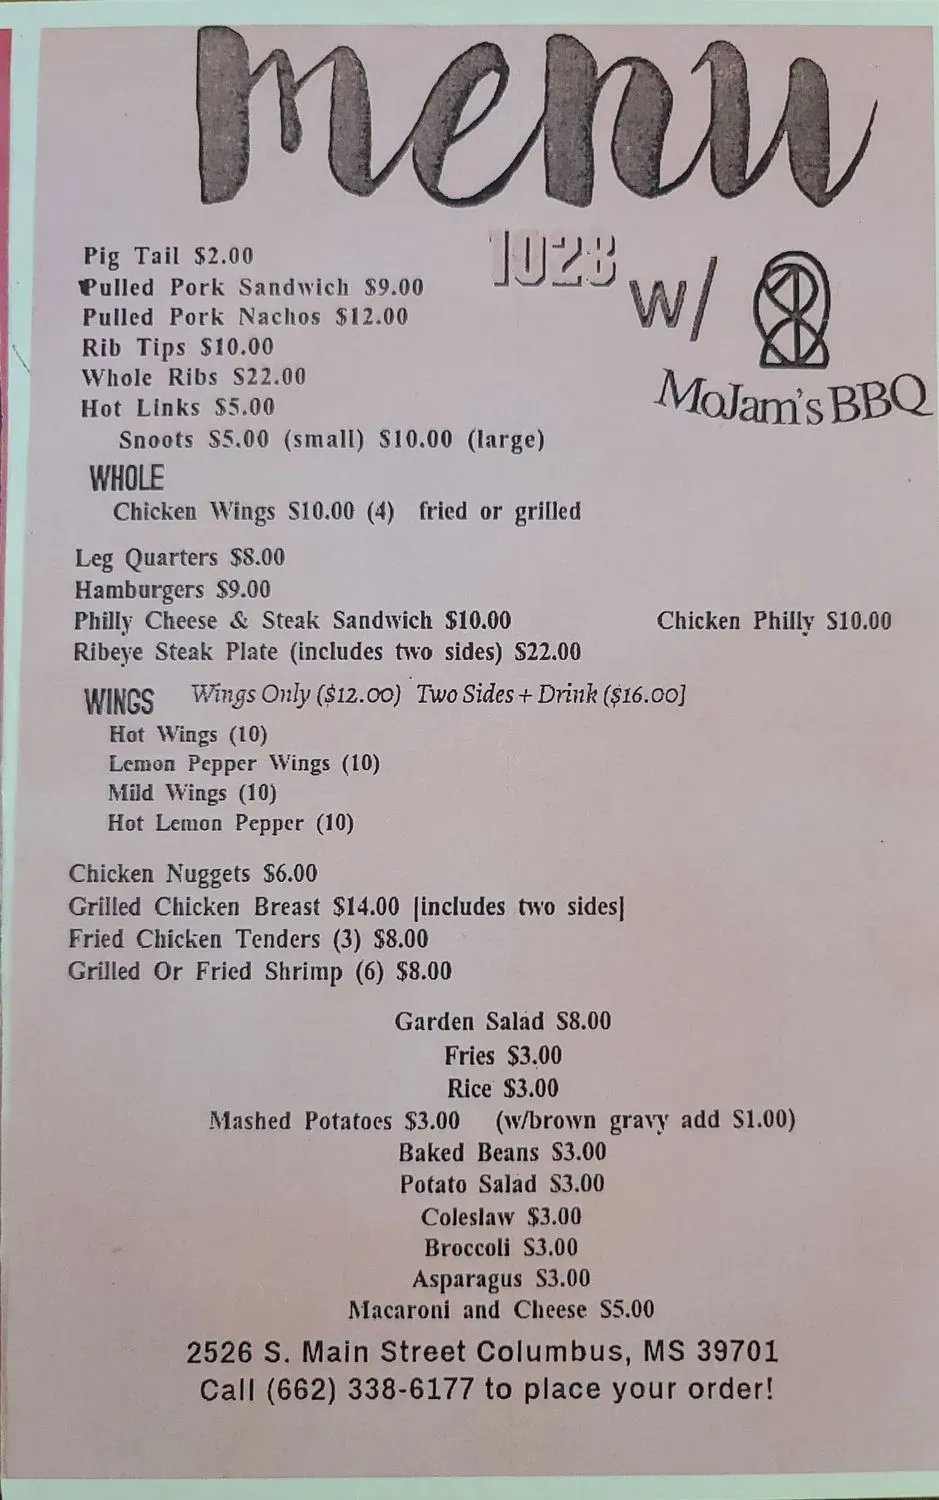 menu
1028 w/
MoJam's BBQ
Pig Tail $2.00
Pulled Pork Sandwich $9.00
Pulled Pork Nachos $12.00
Rib Tips $10.00
Whole Ribs $22.00
Hot Links $5.00
Snoots $5.00 (small) $10.00 (large)
WHOLE
Chicken Wings $10.00 (4) fried or grilled
Leg Quarters $8.00
Hamburgers $9.00
Philly Cheese & Steak Sandwich $10.00 Chicken Philly $10.00
Ribeye Steak Plate (includes two sides) $22.00
WINGS Wings Only ($12.00) Two Sides + Drink ($16.00]
Hot Wings (10)
Lemon Pepper Wings (10)
Mild Wings (10)
Hot Lemon Pepper (10)
Chicken Nuggets $6.00
Grilled Chicken Breast $14.00 [includes two sides]
Fried Chicken Tenders (3) $8.00
Grilled Or Fried Shrimp (6) $8.00
Garden Salad $8.00
Fries $3.00
Rice $3.00
Mashed Potatoes $3.00 (w/brown gravy add $1.00)
Baked Beans $3.00
Potato Salad $3.00
Coleslaw $3.00
Broccoli $3.00
Asparagus $3.00
Macaroni and Cheese $5.00
2526 S. Main Street Columbus, MS 39701
Call (662) 338-6177 to place your order!